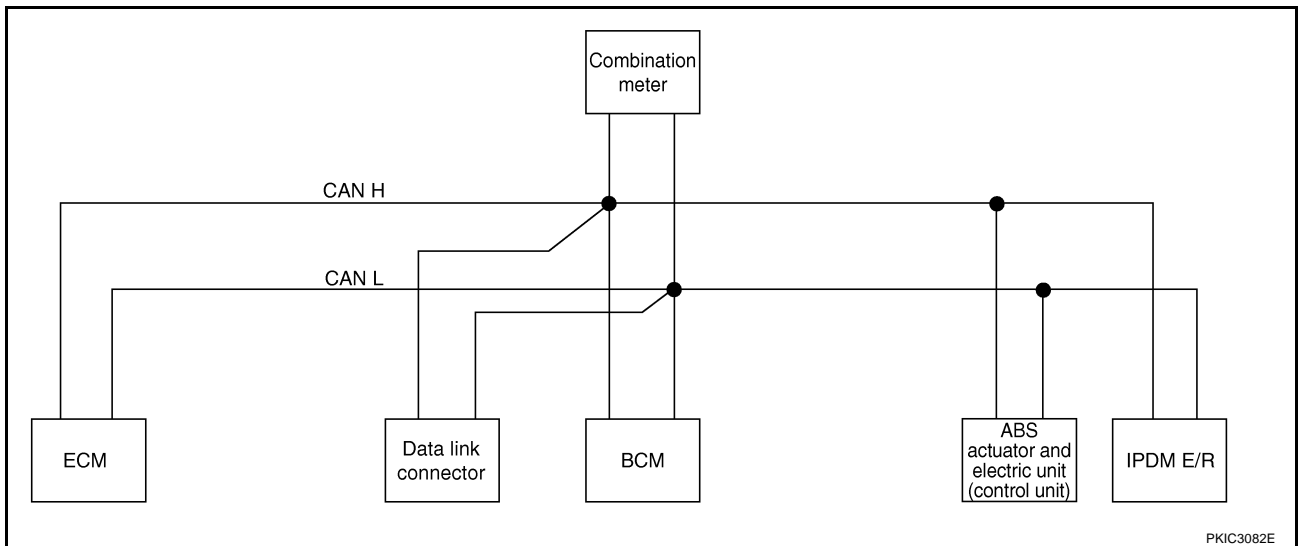 Combination
meter
CAN H
CAN L
ECM
Data link
connector
BCM
ABS
actuator and
electric unit
(control unit)
IPDM E/R
PKIC3082E